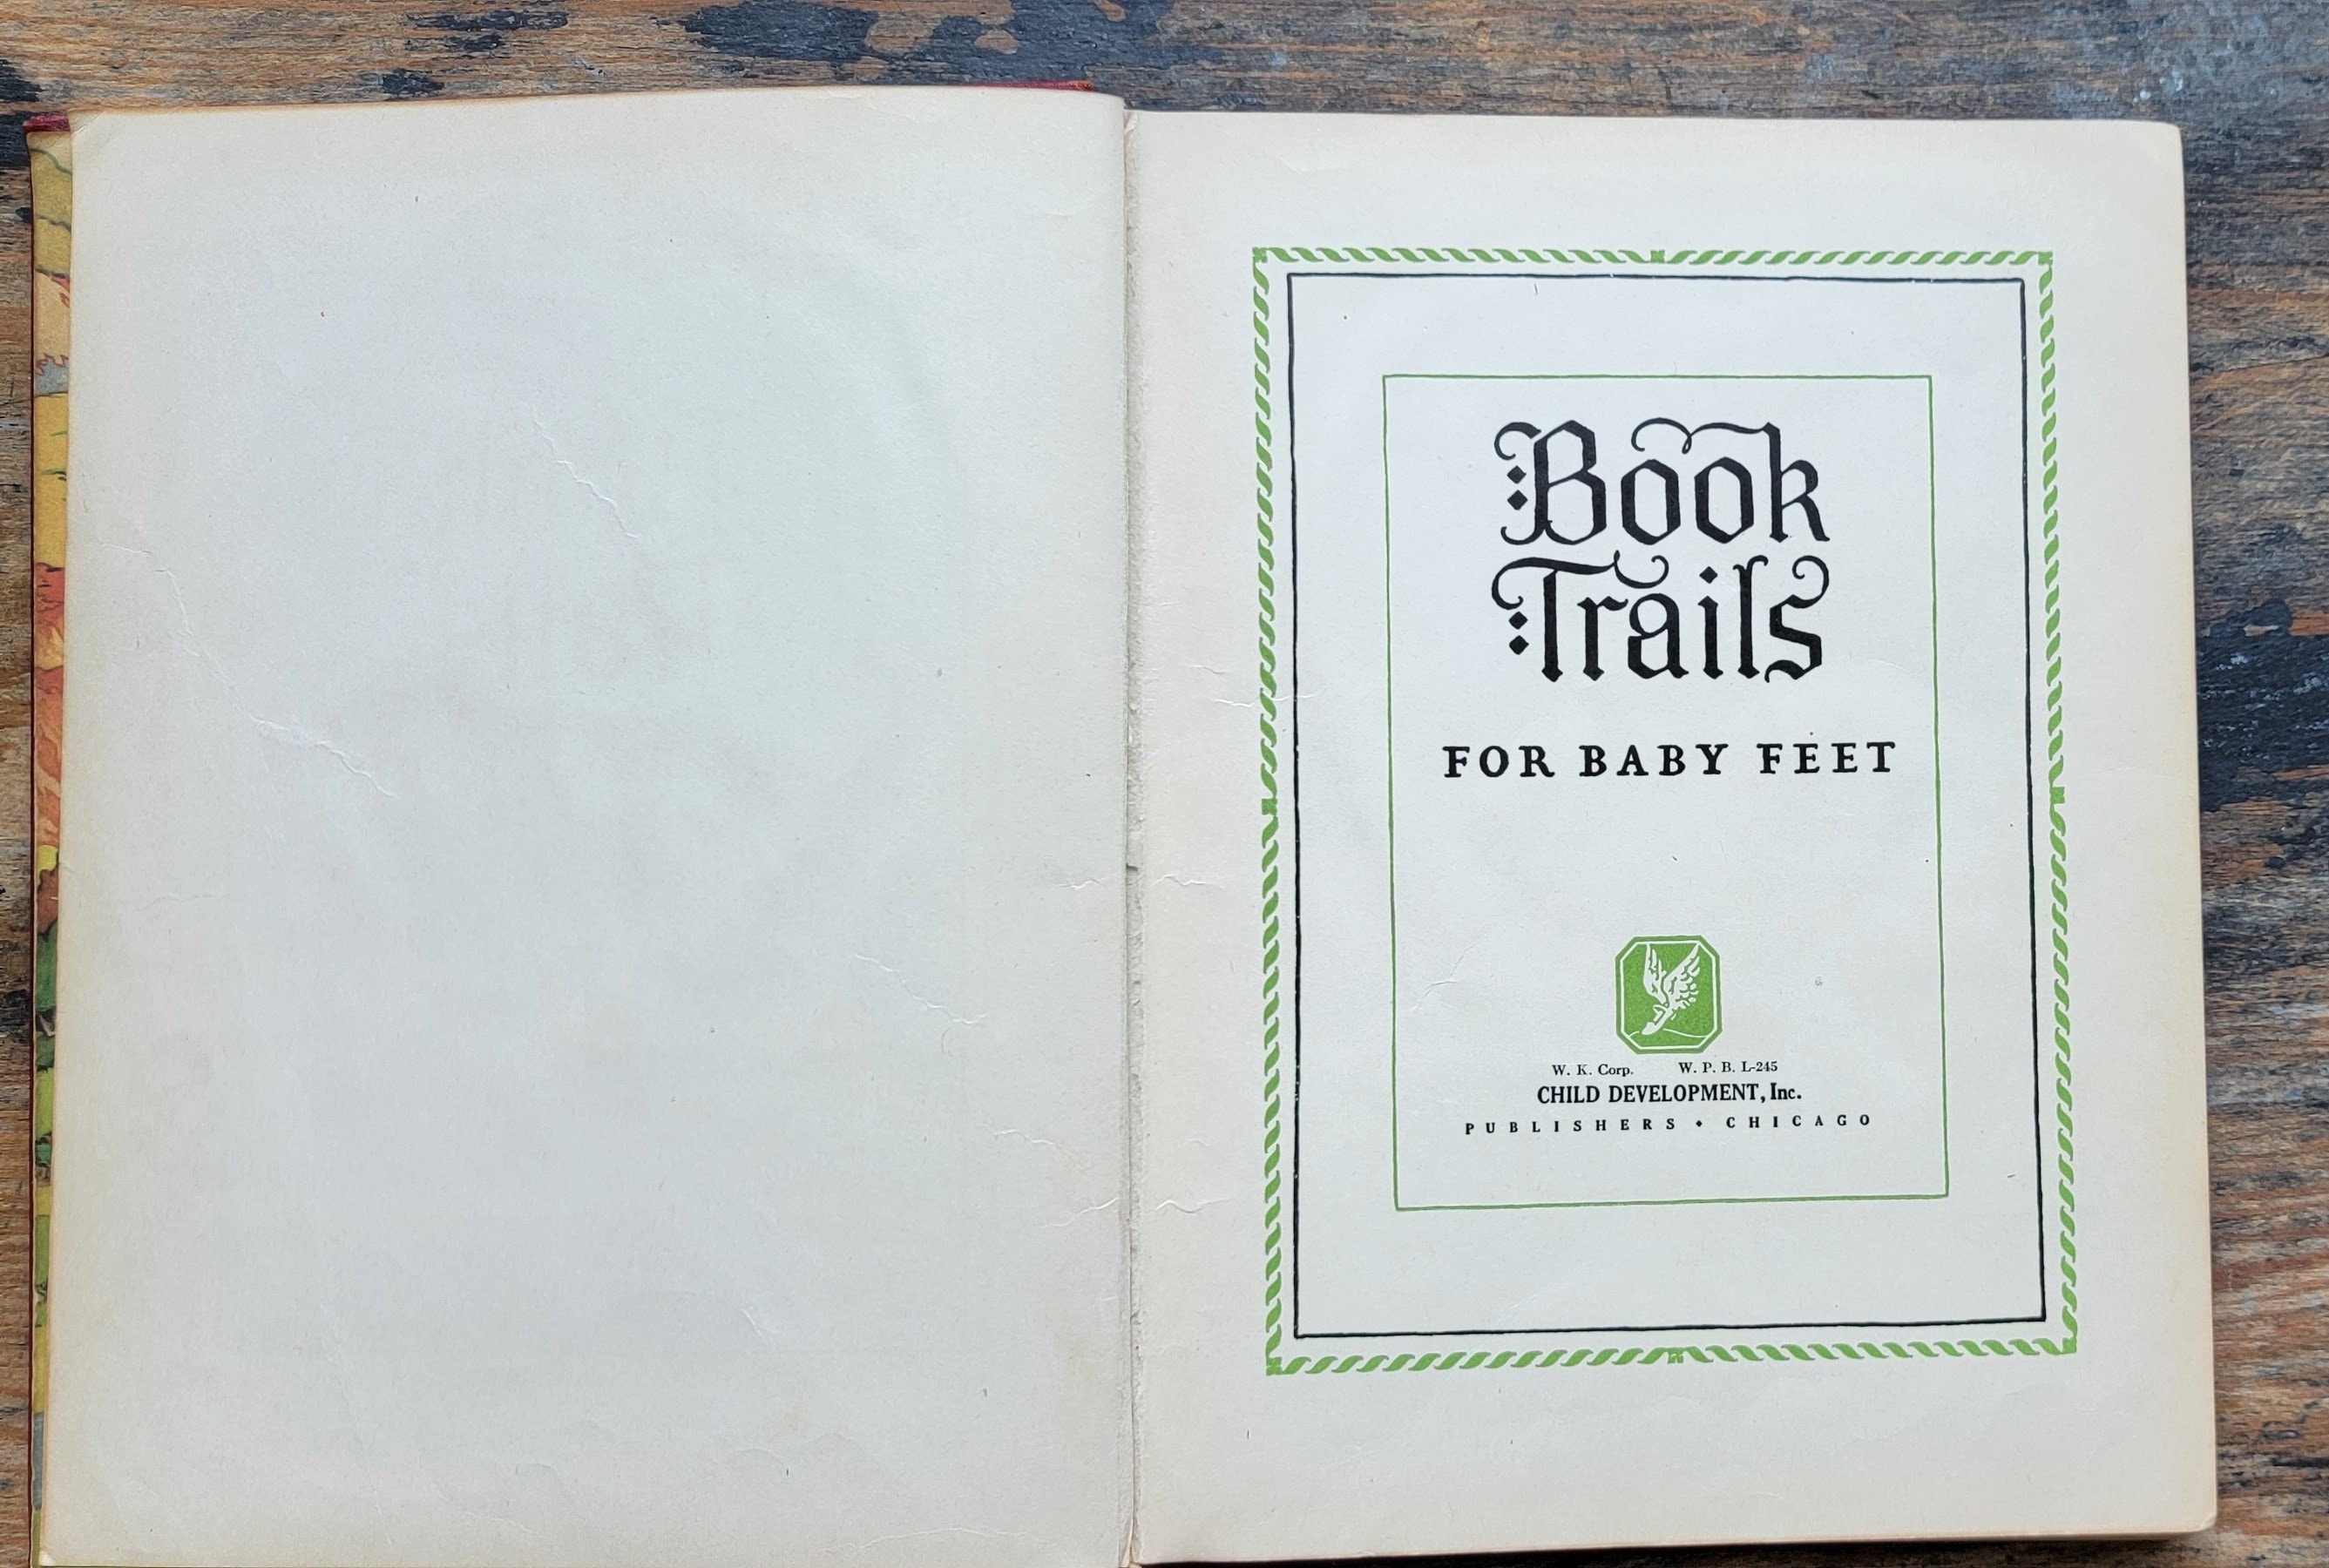 Book
Trails
FOR BABY FEET
W. K. Corp. W. P. B. L-245
CHILD DEVELOPMENT, Inc.
PUBLISHERS • CHICAGO